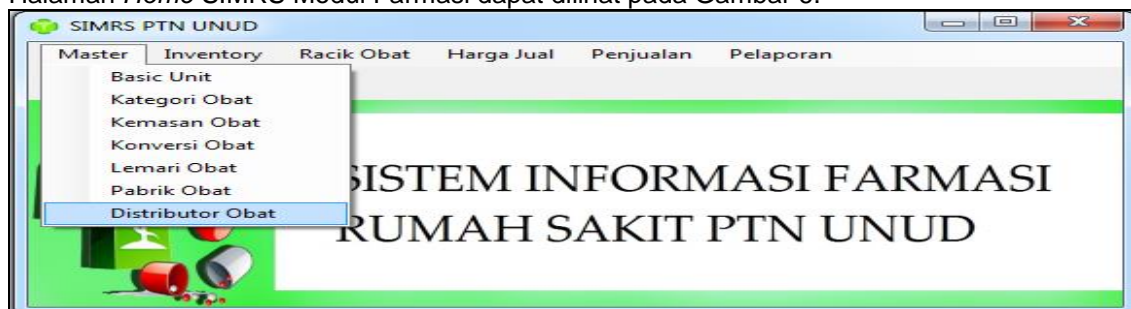 Halaman Home SIMRS Modul Farmasi dapat dilihat pada Gambar
SIMRS PTN UNUD
Master Inventory Racik Obat Harga Jual Penjualan Pelaporan
Basic Unit
Kategori Obat
Kemasan Obat
Konversi Obat
Lemari Obat
Pabrik Obat
Distributor Obat
SISTEM INFORMASI FARMASI
RUMAH SAKIT PTN UNUD